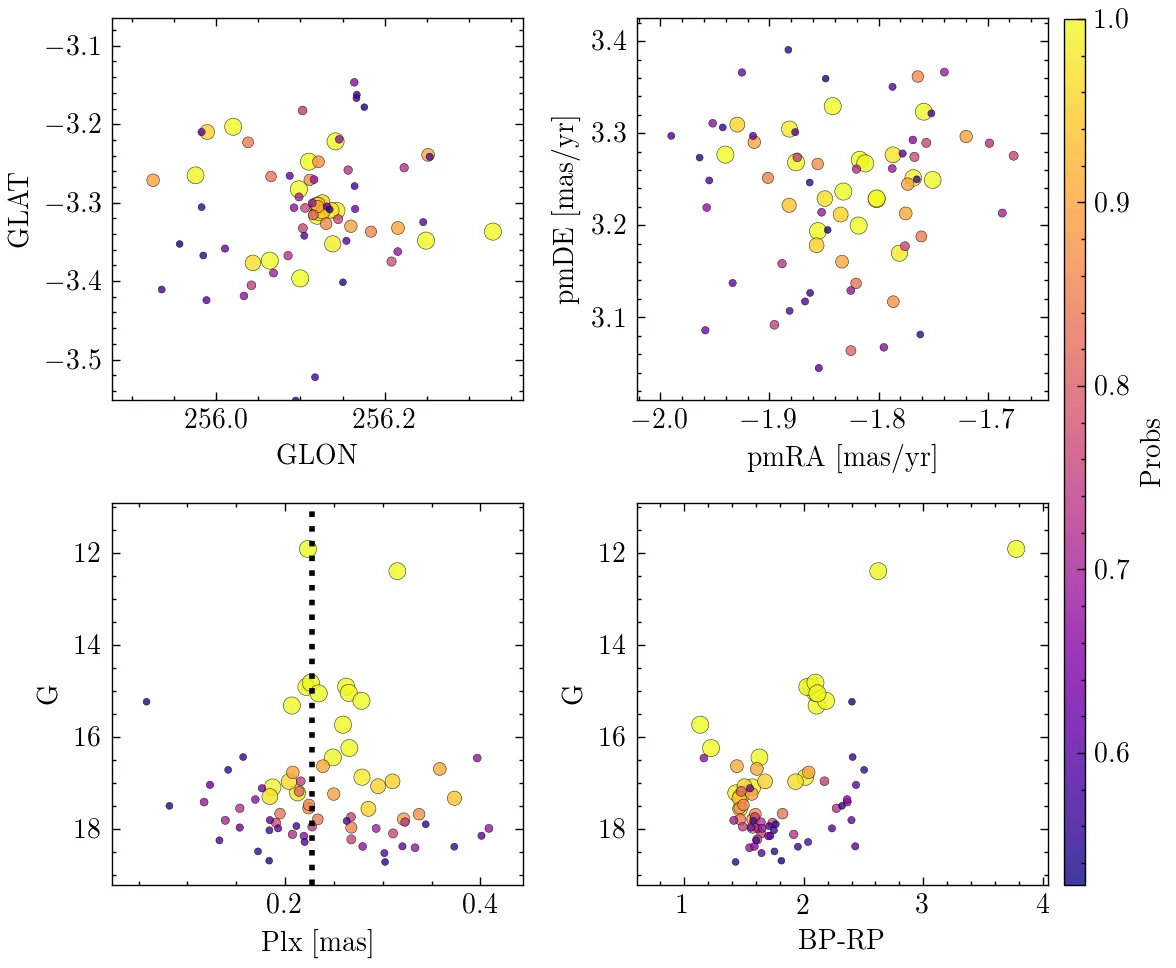 −3.1
−3.2
−3.3
−3.4
−3.5
GLAT
256.0 256.2
GLON
3.4
3.3
3.2
3.1
pmDE [mas/yr]
−2.0 −1.9 −1.8 −1.7
pmRA [mas/yr]
12
14
16
18
G
0.2 0.4
Plx [mas]
12
14
16
18
G
1 2 3 4
BP-RP
1.0
0.9
0.8
0.7
0.6
Probs